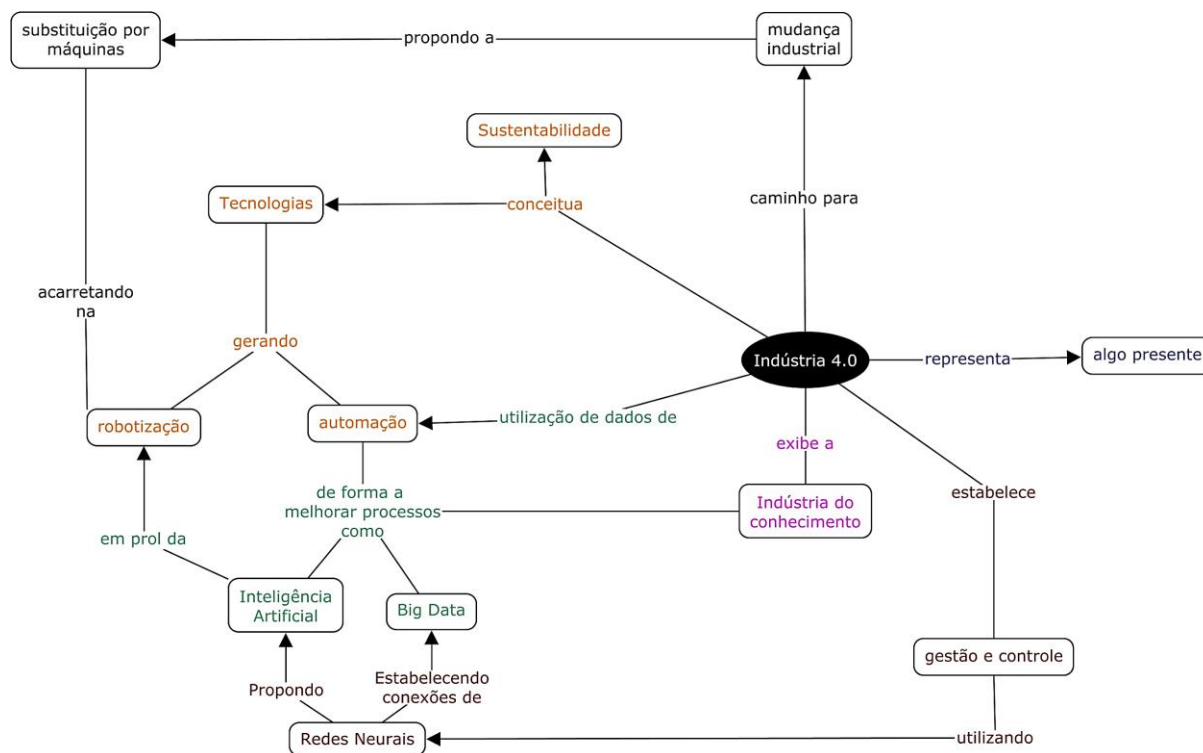 substituição por
máquinas
propondo a
mudança
industrial
Sustentabilidade
Tecnologias
conceitua
caminho para
acarretando
na
gerando
Indústria 4.0
representa
algo presente
robotização
automação
utilização de dados de
exibe a
de forma a
melhorar processos
como
Indústria do
conhecimento
estabelece
em prol da
Inteligência
Artificial
Big Data
gestão e controle
Propondo
Estabelecendo
conexões de
Redes Neurais
utilizando